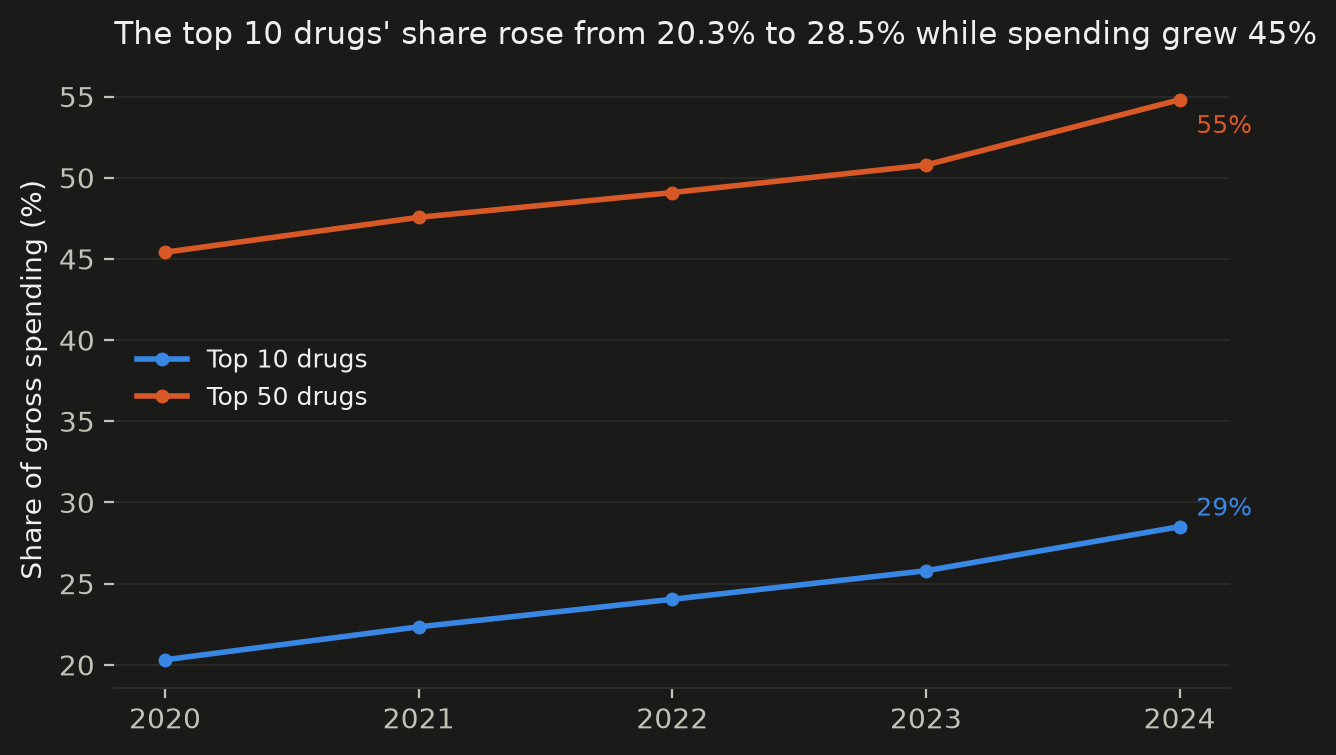 The top 10 drugs' share rose from 20.3% to 28.5% while spending grew 45%
Share of gross spending (%)
55
50
45
40
35
30
25
20
55%
29%
Top 10 drugs
Top 50 drugs
2020 2021 2022 2023 2024